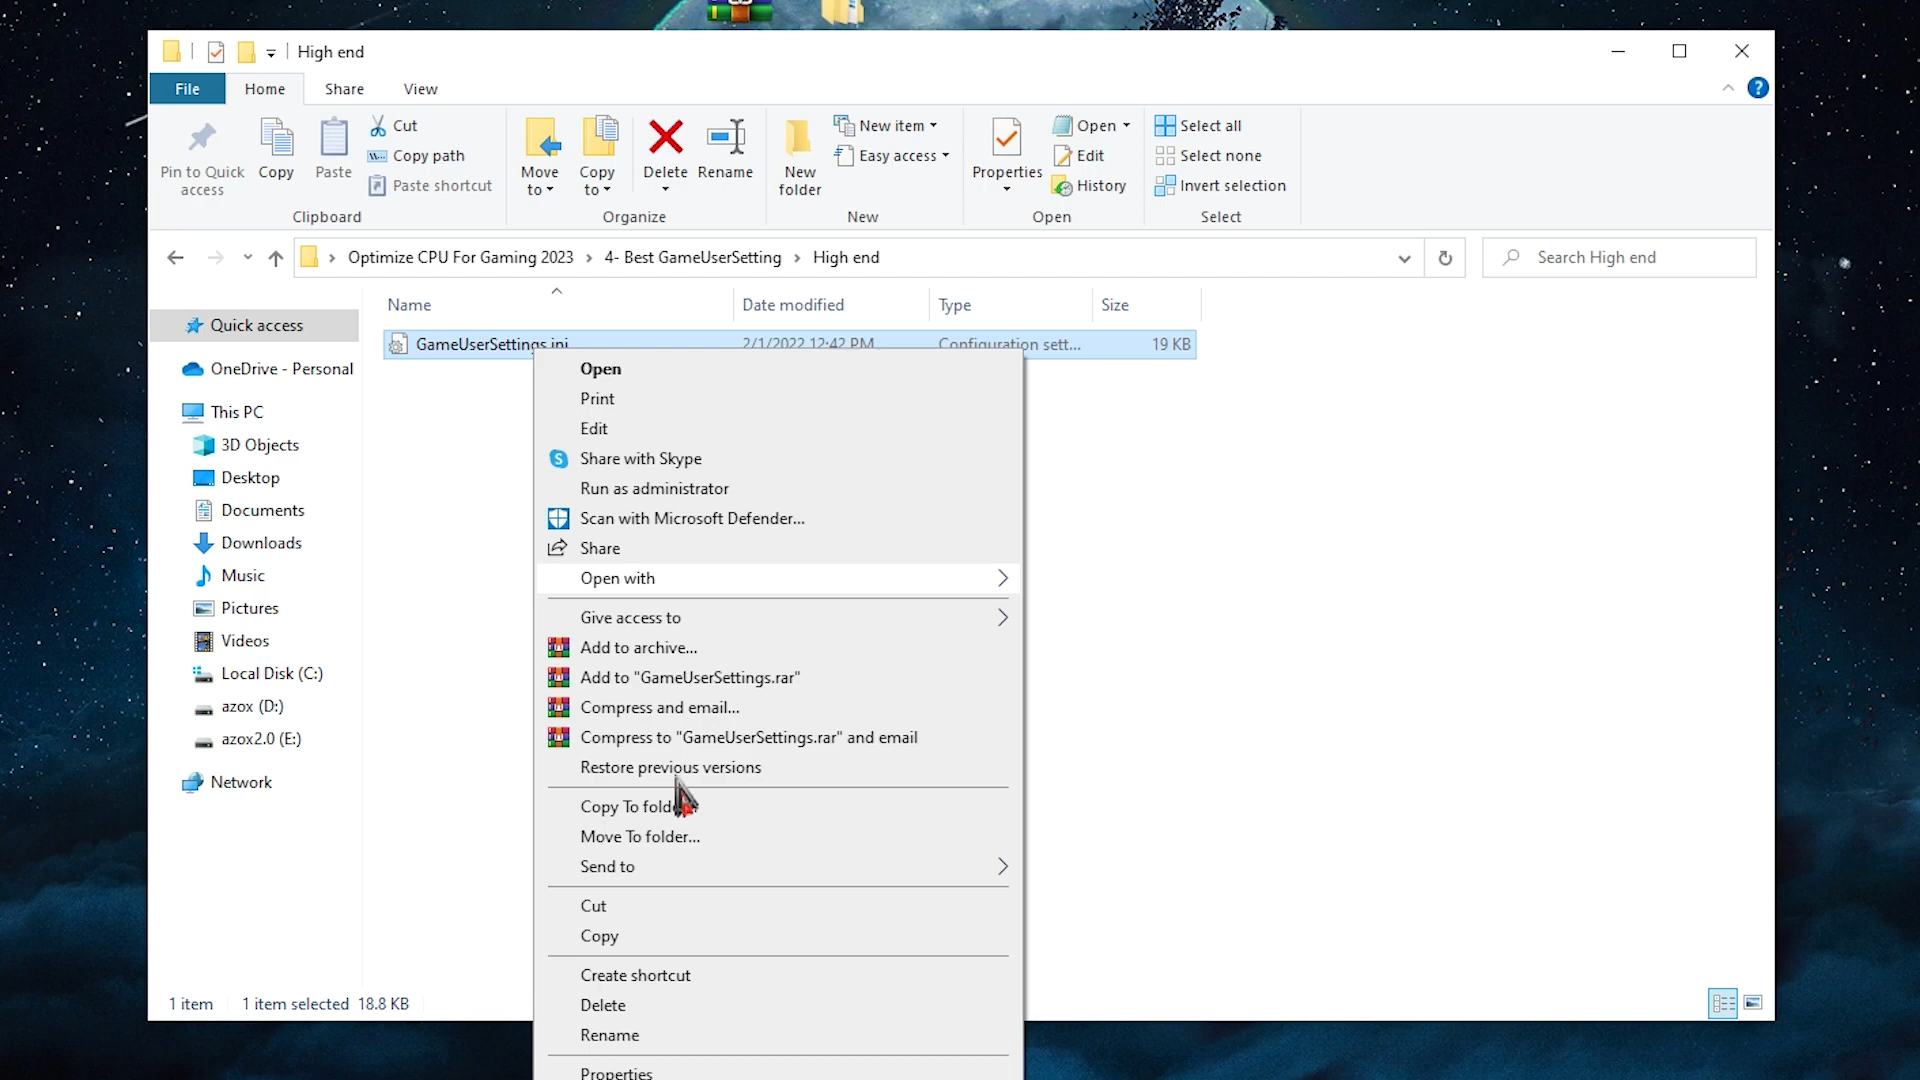 High end
File Home Share View
Pin to Quick access
Copy
Paste
Cut
Copy path
Paste shortcut
Clipboard
Move to
Copy to
Delete
Rename
Organize
New folder
New item
Easy access
New
Properties
Open
Edit
History
Open
Select all
Select none
Invert selection
Select
Optimize CPU For Gaming 2023 > 4- Best GameUserSetting > High end
Search High end
Name Date modified Type Size
GameUserSettings.ini 2/1/2022 12:42 PM Configuration sett... 19 KB
Quick access
OneDrive - Personal
This PC
3D Objects
Desktop
Documents
Downloads
Music
Pictures
Videos
Local Disk (C:)
azox (D:)
azox2.0 (E:)
Network
Open
Print
Edit
Share with Skype
Run as administrator
Scan with Microsoft Defender...
Share
Open with
Give access to
Add to archive...
Add to "GameUserSettings.rar"
Compress and email...
Compress to "GameUserSettings.rar" and email
Restore previous versions
Copy To folder...
Move To folder...
Send to
Cut
Copy
Create shortcut
Delete
Rename
Properties
1 item 1 item selected 18.8 KB